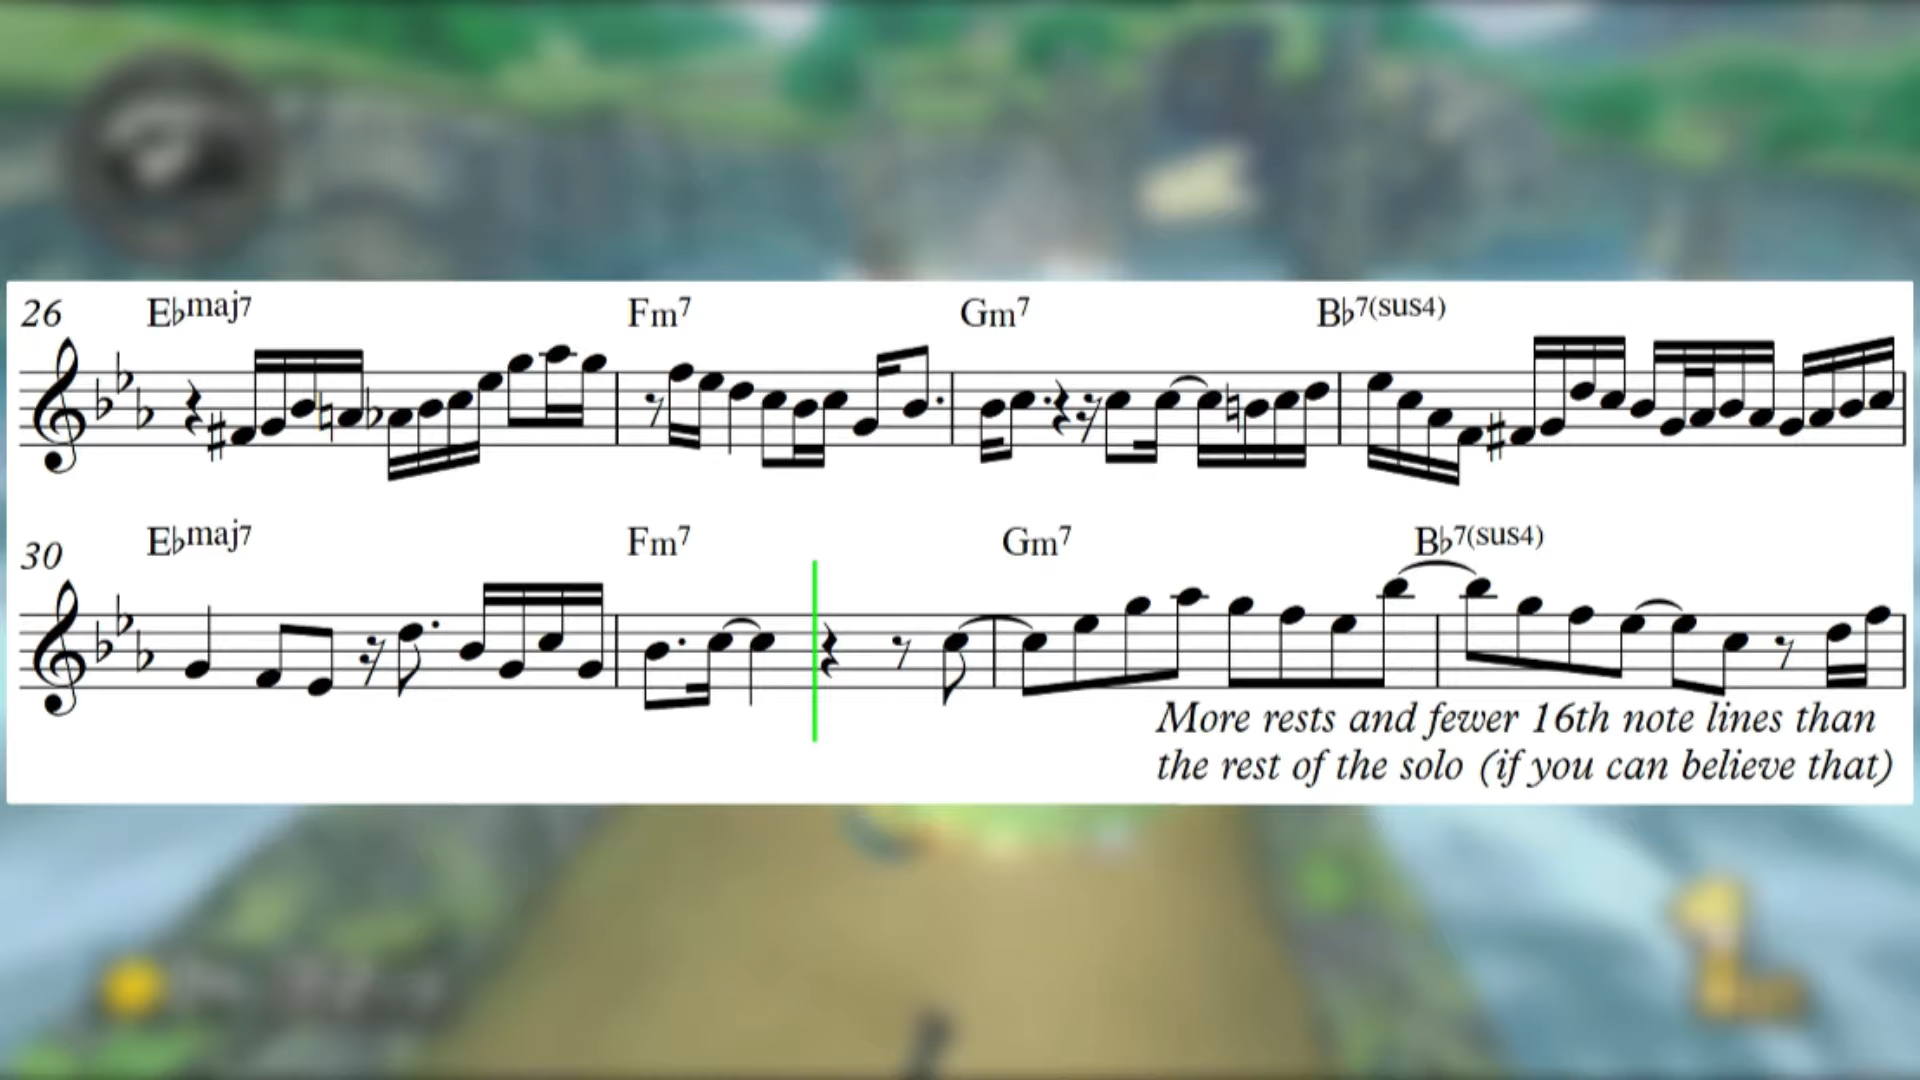 26 E♭maj7 Fm7 Gm7 B♭7(sus4)
30 E♭maj7 Fm7 Gm7 B♭7(sus4)
More rests and fewer 16th note lines than
the rest of the solo (if you can believe that)